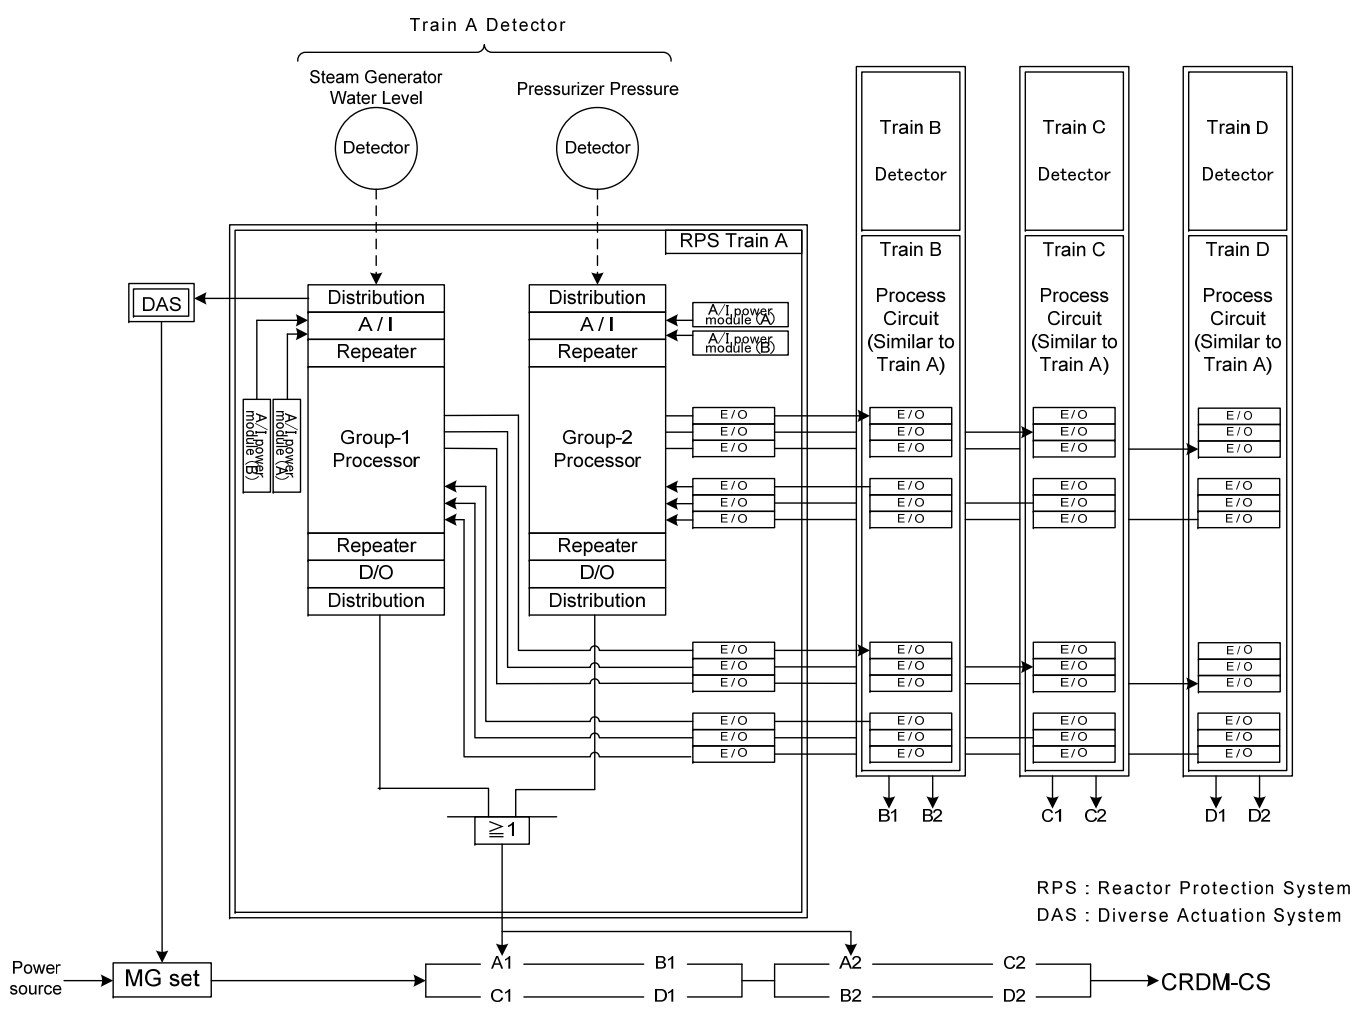 Train A Detector
Steam Generator
Water Level
Pressurizer Pressure
Detector
Detector
Train B
Detector
Train C
Detector
Train D
Detector
RPS Train A
DAS
Distribution
A / I
Repeater
Group-1
Processor
Repeater
D/O
Distribution
A/I power
module (B)
A/I power
module (A)
Distribution
A / I
Repeater
Group-2
Processor
Repeater
D/O
Distribution
A/I power
module (A)
A/I power
module (B)
Train B
Process
Circuit
(Similar to
Train A)
Train C
Process
Circuit
(Similar to
Train A)
Train D
Process
Circuit
(Similar to
Train A)
E / O E / O E / O E / O
E / O E / O E / O E / O
E / O E / O E / O E / O
E / O E / O E / O E / O
E / O E / O E / O E / O
E / O E / O E / O E / O
E / O E / O E / O E / O
E / O E / O E / O E / O
E / O E / O E / O E / O
E / O E / O E / O E / O
E / O E / O E / O E / O
E / O E / O E / O E / O
B1 B2 C1 C2 D1 D2
≧1
RPS : Reactor Protection System
DAS : Diverse Actuation System
Power
source
MG set
A1 B1 A2 C2
C1 D1 B2 D2
CRDM-CS